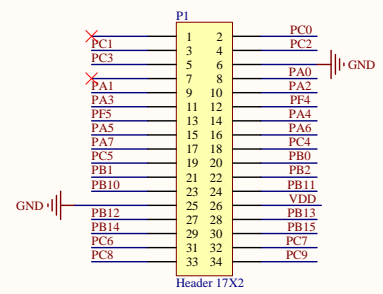 P1
1 2 PC0
PC1 3 4 PC2
PC3 5 6 GND
7 8 PA0
PA1 9 10 PA2
PA3 11 12 PF4
PF5 13 14 PA4
PA5 15 16 PA6
PA7 17 18 PC4
PC5 19 20 PB0
PB1 21 22 PB2
PB10 23 24 PB11
GND 25 26 VDD
PB12 27 28 PB13
PB14 29 30 PB15
PC6 31 32 PC7
PC8 33 34 PC9
Header 17X2